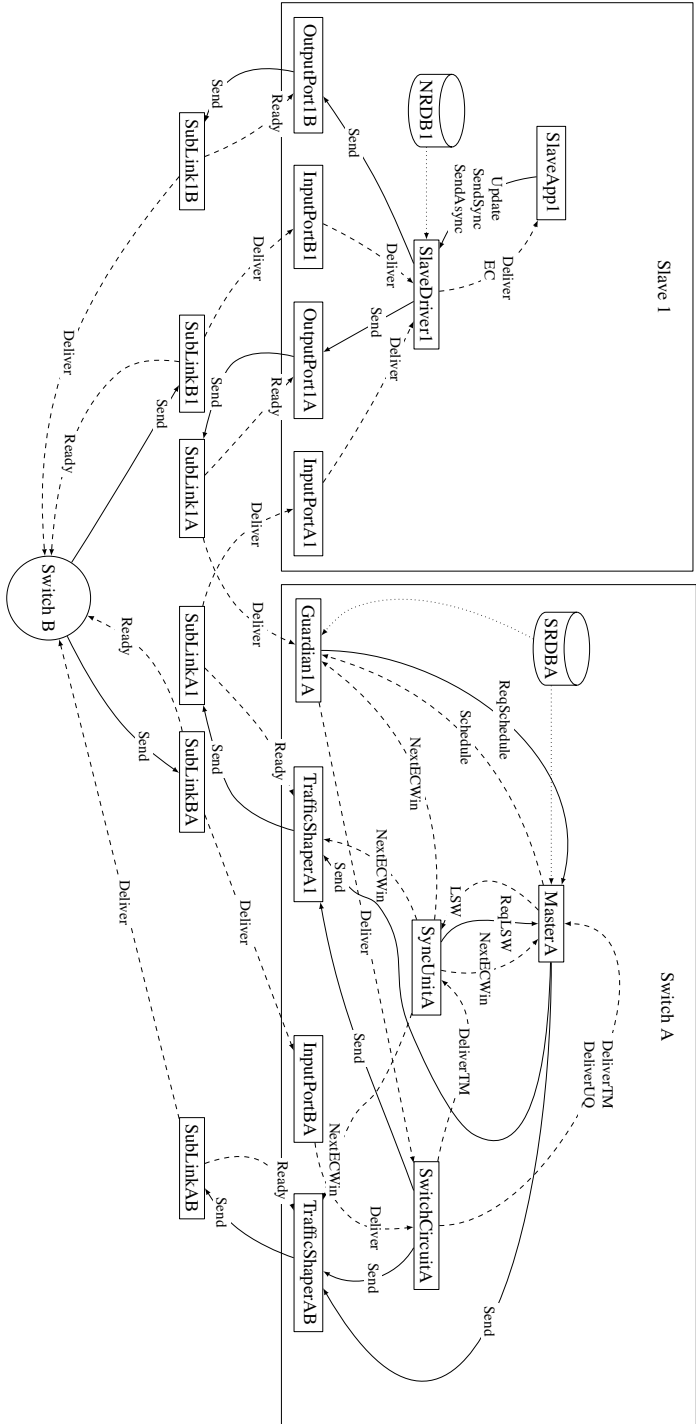 Slave 1
SlaveApp1
Update
SendSync
SendAsync
Deliver
EC
NRDB1
SlaveDriver1
Send
Deliver
Send
Deliver
OutputPort1B
InputPortB1
OutputPort1A
InputPortA1
Send
Ready
Deliver
Send
Ready
Deliver
SubLink1B
SubLinkB1
SubLink1A
Deliver
Ready
Send
Switch B
Switch A
SRDBA
MasterA
ReqSchedule
Schedule
LSW
ReqLSW
NextECWin
DeliverTM
DeliverUQ
NextECWin
NextECWin
SyncUnitA
DeliverTM
SwitchCircuitA
Send
Deliver
Send
Send
NextECWin
Deliver
Send
Guardian1A
TrafficShaperA1
InputPortBA
TrafficShaperAB
Deliver
Ready
Send
Deliver
Ready
Send
SubLinkA1
SubLinkBA
SubLinkAB
Ready
Send
Deliver